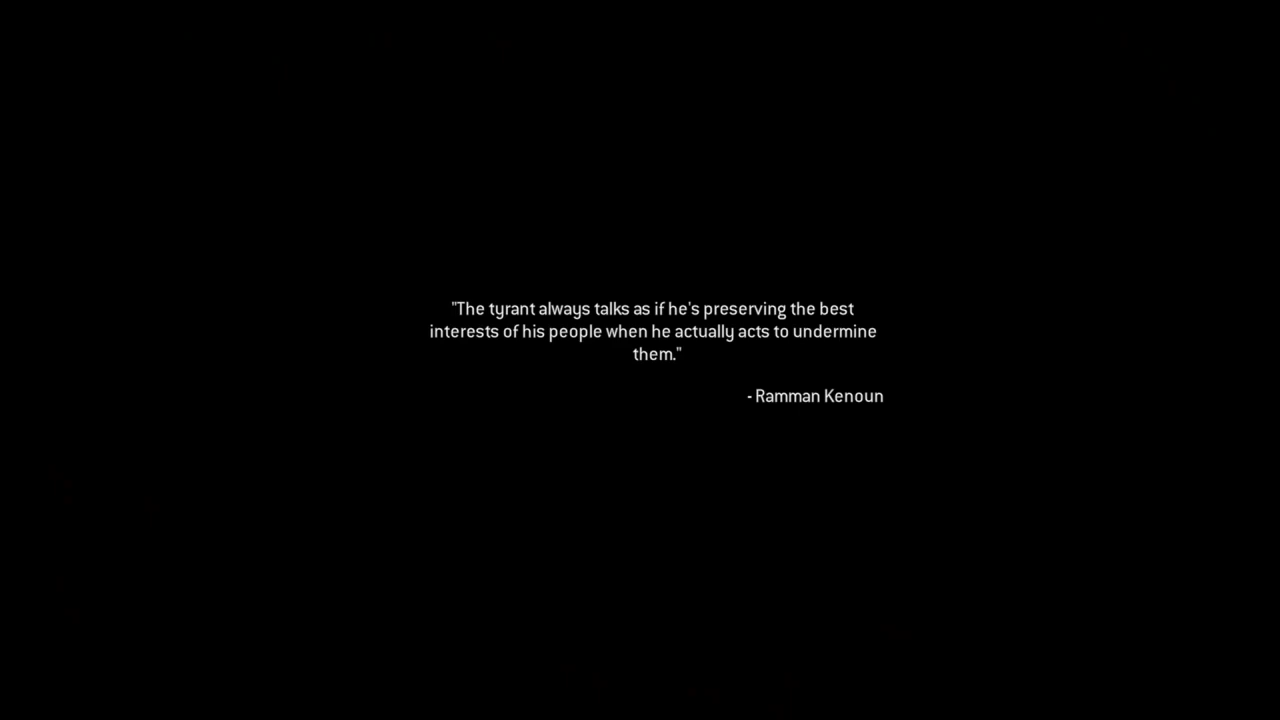 "The tyrant always talks as if he's preserving the best
interests of his people when he actually acts to undermine
them."
- Ramman Kenoun